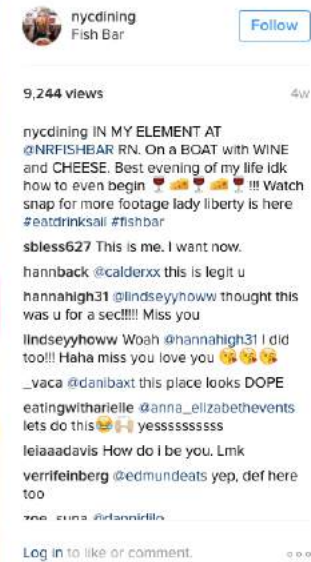 nycdining
Fish Bar
Follow
9,244 views
4w
nycdining IN MY ELEMENT AT
@NRFISHBAR RN. On a BOAT with WINE
and CHEESE. Best evening of my life idk
how to even begin 🍷🧀🍷🧀🍷 !!! Watch
snap for more footage lady liberty is here
#eatdrinksail #fishbar
sbless627 This is me. I want now.
hannback @calderxx this is legit u
hannahigh31 @lindseyyhoww thought this
was u for a sec!!!!! Miss you
lindseyyhoww Woah @hannahigh31 I did
too!!! Haha miss you love you 😘😘😘
_vaca @danibaxt this place looks DOPE
eatingwitharielle @anna_elizabethevents
lets do this😂🙌🏻 yesssssssssss
leiaaadavis How do i be you. Lmk
verrifeinberg @edmundeats yep, def here
too
Log in to like or comment.